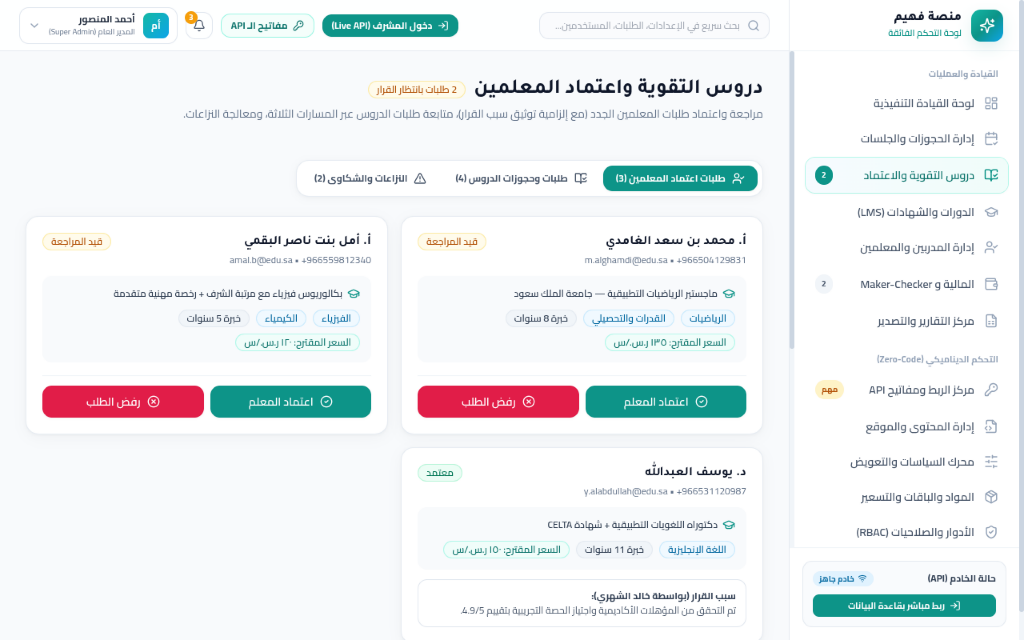 منصة فهيم
لوحة التحكم الفائقة
بحث سريع في الإعدادات، الطلبات، المستخدمين...
دخول المشرف (Live API)
مفاتيح الـ API
3
أم
أحمد المنصور
المدير العام (Super Admin)
القيادة والعمليات
لوحة القيادة التنفيذية
إدارة الحجوزات والجلسات
دروس التقوية والاعتماد
2
الدورات والشهادات (LMS)
إدارة المدربين والمعلمين
المالية و Maker-Checker
2
مركز التقارير والتصدير
التحكم الديناميكي (Zero-Code)
مركز الربط ومفاتيح API
مهم
إدارة المحتوى والموقع
محرك السياسات والتعويض
المواد والباقات والتسعير
الأدوار والصلاحيات (RBAC)
حالة الخادم (API)
خادم جاهز
ربط مباشر بقاعدة البيانات
دروس التقوية واعتماد المعلمين
2 طلبات بانتظار القرار
مراجعة واعتماد طلبات المعلمين الجدد (مع إلزامية توثيق سبب القرار)، متابعة طلبات الدروس عبر المسارات الثلاثة، ومعالجة النزاعات.
طلبات اعتماد المعلمين (3)
طلبات وحجوزات الدروس (4)
النزاعات والشكاوى (2)
أ. محمد بن سعد الغامدي
قيد المراجعة
m.alghamdi@edu.sa • +966504129831
ماجستير الرياضيات التطبيقية — جامعة الملك سعود
الرياضيات
القدرات والتحصيلي
خبرة 8 سنوات
السعر المقترح: ١٣٥ ر.س./س
اعتماد المعلم
رفض الطلب
أ. أمل بنت ناصر البقمي
قيد المراجعة
amal.b@edu.sa • +966559812340
بكالوريوس فيزياء مع مرتبة الشرف + رخصة مهنية متقدمة
الفيزياء
الكيمياء
خبرة 5 سنوات
السعر المقترح: ١٢٠ ر.س./س
اعتماد المعلم
رفض الطلب
د. يوسف العبدالله
معتمد
y.alabdullah@edu.sa • +966531120987
دكتوراه اللغويات التطبيقية + شهادة CELTA
اللغة الإنجليزية
خبرة 11 سنوات
السعر المقترح: ١٥٠ ر.س./س
سبب القرار (بواسطة خالد الشهري):
تم التحقق من المؤهلات الأكاديمية واجتياز الحصة التجريبية بتقييم 4.9/5.